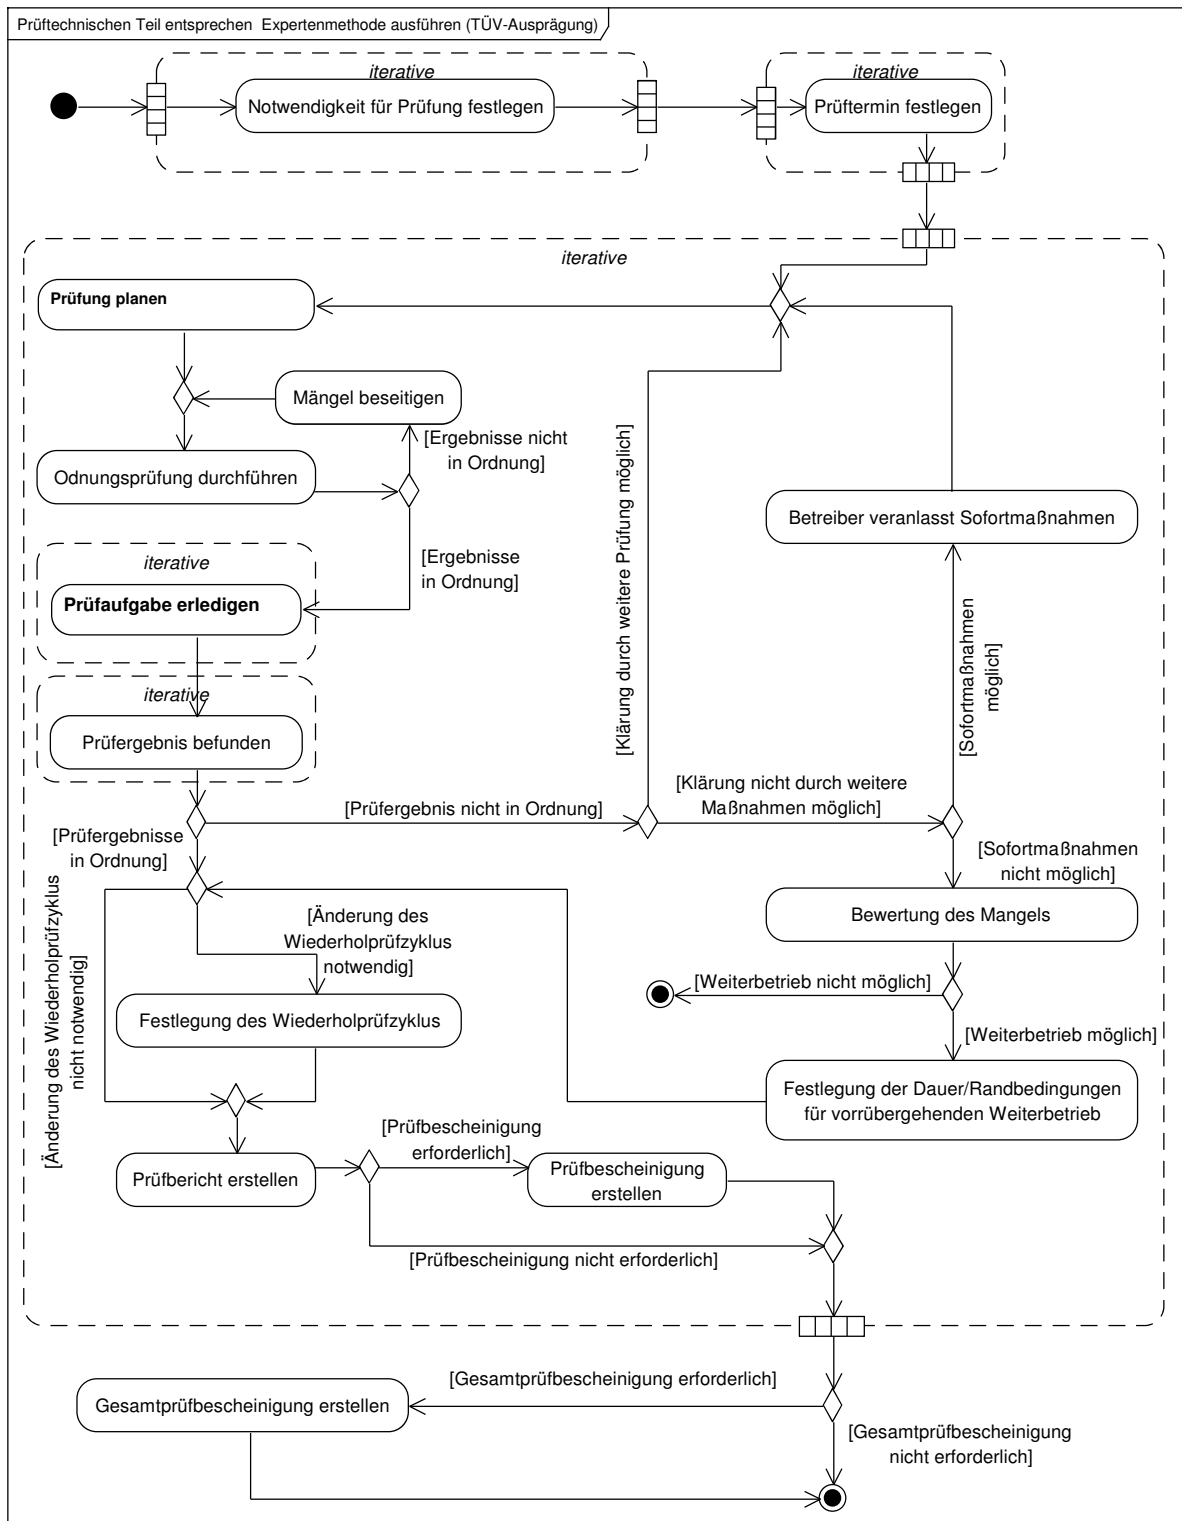 Prüftechnischen Teil entsprechen  Expertenmethode ausführen (TÜV-Ausprägung)
iterative
iterative
Notwendigkeit für Prüfung festlegen
Prüftermin festlegen
iterative
Prüfung planen
Mängel beseitigen
[Ergebnisse nicht
in Ordnung]
Odnungsprüfung durchführen
[Klärung durch weitere Prüfung möglich]
Betreiber veranlasst Sofortmaßnahmen
[Ergebnisse
in Ordnung]
iterative
Prüfaufgabe erledigen
[Sofortmaßnahmen
möglich]
iterative
Prüfergebnis befunden
[Prüfergebnis nicht in Ordnung]
[Klärung nicht durch weitere
Maßnahmen möglich]
[Prüfergebnisse
in Ordnung]
[Sofortmaßnahmen
nicht möglich]
[Änderung des Wiederholprüfzyklus
nicht notwendig]
[Änderung des
Wiederholprüfzyklus
notwendig]
Bewertung des Mangels
[Weiterbetrieb nicht möglich]
Festlegung des Wiederholprüfzyklus
[Weiterbetrieb möglich]
Festlegung der Dauer/Randbedingungen
für vorrübergehenden Weiterbetrieb
[Prüfbescheinigung
erforderlich]
Prüfbericht erstellen
Prüfbescheinigung
erstellen
[Prüfbescheinigung nicht erforderlich]
[Gesamtprüfbescheinigung erforderlich]
Gesamtprüfbescheinigung erstellen
[Gesamtprüfbescheinigung
nicht erforderlich]